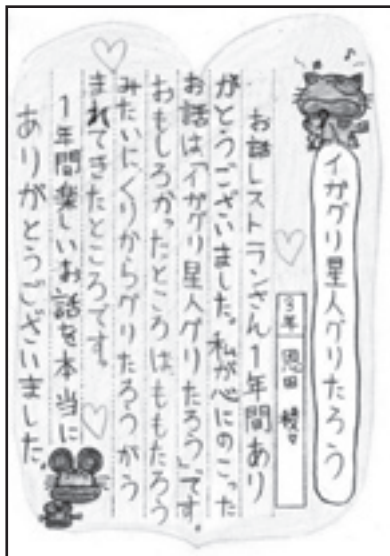 イガグリ星人グリたろう
3年 恩田
お話レストランさん1年間あり
がとうございました。私が心にのこった
お話は「イガグリ星人グリたろう」です。
おもしろかったところは、ももたろう
みたいに、くりからグリたろうがう
まれてきたところです。
1年間楽しいお話を本当に
ありがとうございました。